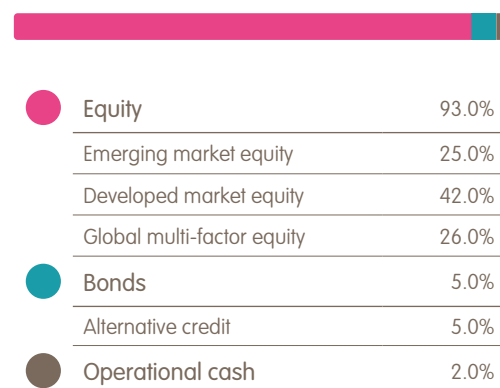 Equity 93.0%
Emerging market equity 25.0%
Developed market equity 42.0%
Global multi-factor equity 26.0%
Bonds 5.0%
Alternative credit 5.0%
Operational cash 2.0%